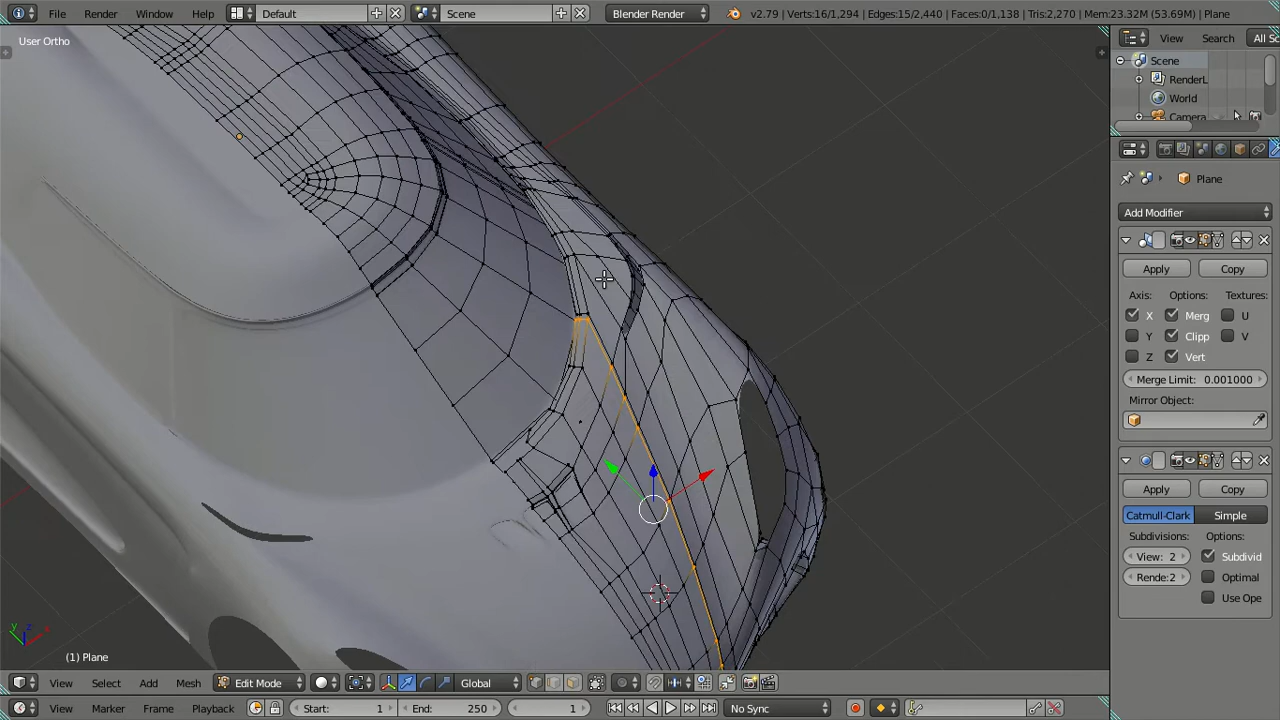 File Render Window Help Default Scene Blender Render v2.79 | Verts:16/1,294 | Edges:15/2,440 | Faces:0/1,138 | Tris:2,270 | Mem:23.32M (53.69M) | Plane
User Ortho
View Search All Sc
Scene
RenderL
World
Camera
Plane
Add Modifier
Apply Copy
Axis: Options: Textures:
X Merg U
Y Clipp V
Z Vert
Merge Limit: 0.001000
Mirror Object:
Apply Copy
Catmull-Clark Simple
Subdivisions: Options:
View: 2 Subdivid
Rende:2 Optimal
Use Ope
y z x
(1) Plane
View Select Add Mesh Edit Mode Global
View Marker Frame Playback Start: 1 End: 250 1 No Sync